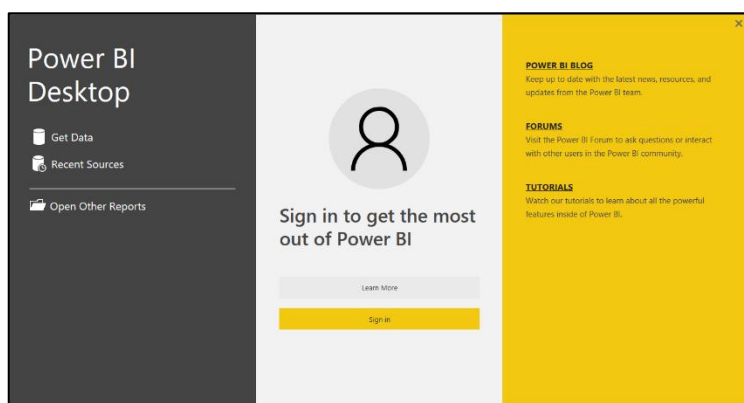 Power BI
Desktop
Get Data
Recent Sources
Open Other Reports
Sign in to get the most
out of Power BI
Learn More
Sign in
POWER BI BLOG
Keep up to date with the latest news, resources, and
updates from the Power BI team.
FORUMS
Visit the Power BI Forum to ask questions or interact
with other users in the Power BI community.
TUTORIALS
Watch our tutorials to learn about all the powerful
features inside of Power BI.